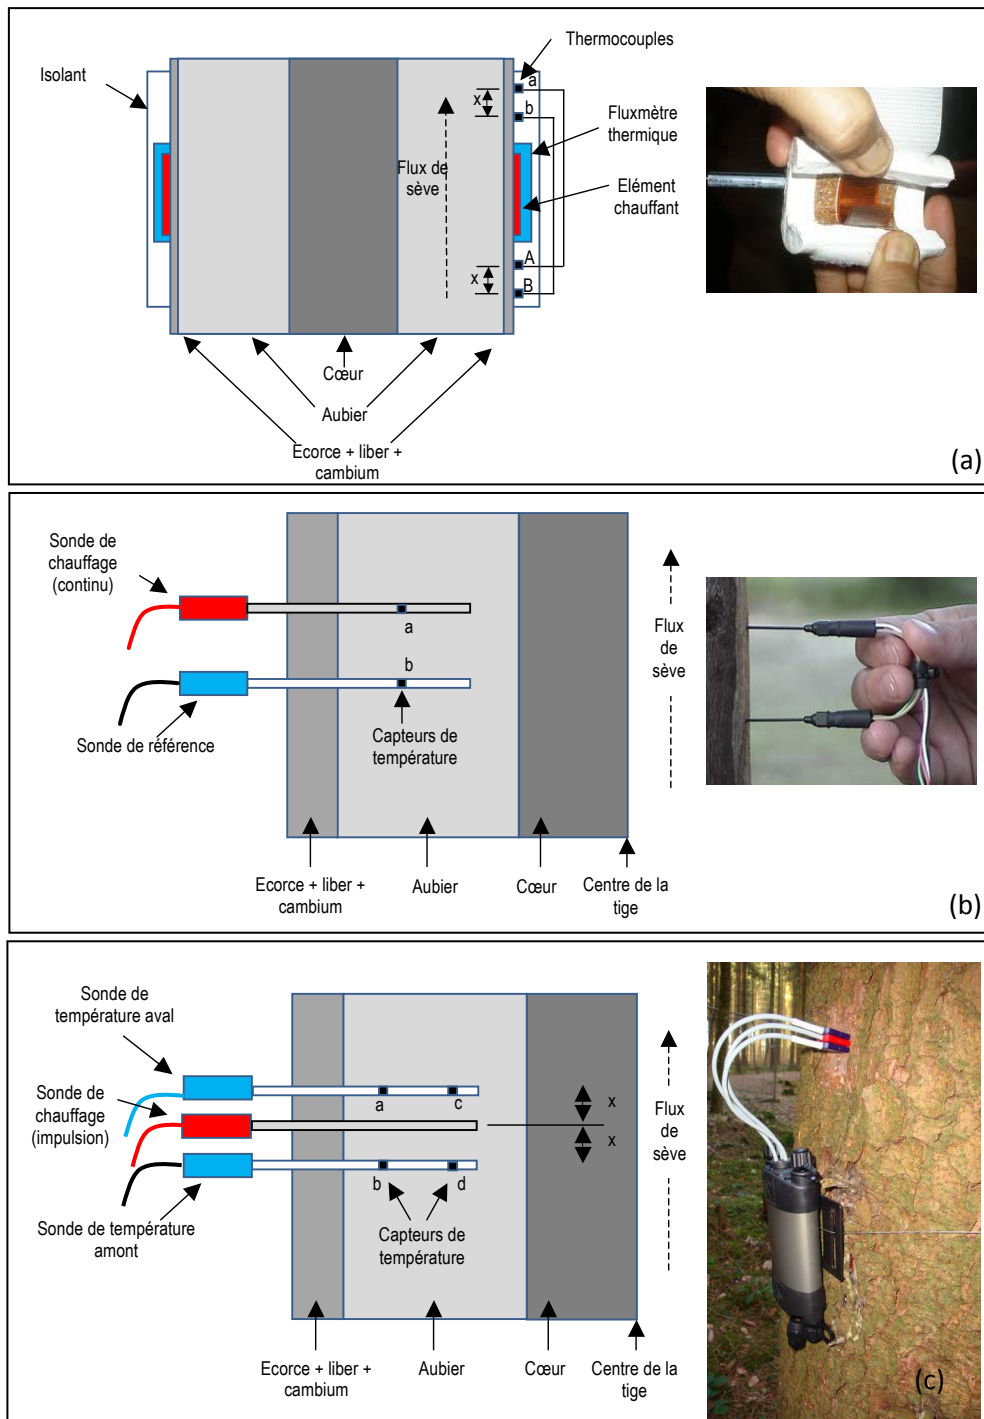 Thermocouples
Isolant
a
x
b
Fluxmètre
thermique
Flux de
sève
Elément
chauffant
A
x
B
Cœur
Aubier
Ecorce + liber +
cambium
(a)
Sonde de
chauffage
(continu)
a
b
Flux
de
sève
Sonde de référence
Capteurs de
température
Ecorce + liber +
cambium
Aubier
Cœur
Centre de la
tige
(b)
Sonde de
température aval
Sonde de
chauffage
(impulsion)
a
c
x
x
Flux
de
sève
b
d
Sonde de température
amont
Capteurs de
température
Ecorce + liber +
cambium
Aubier
Cœur
Centre de la
tige
(c)